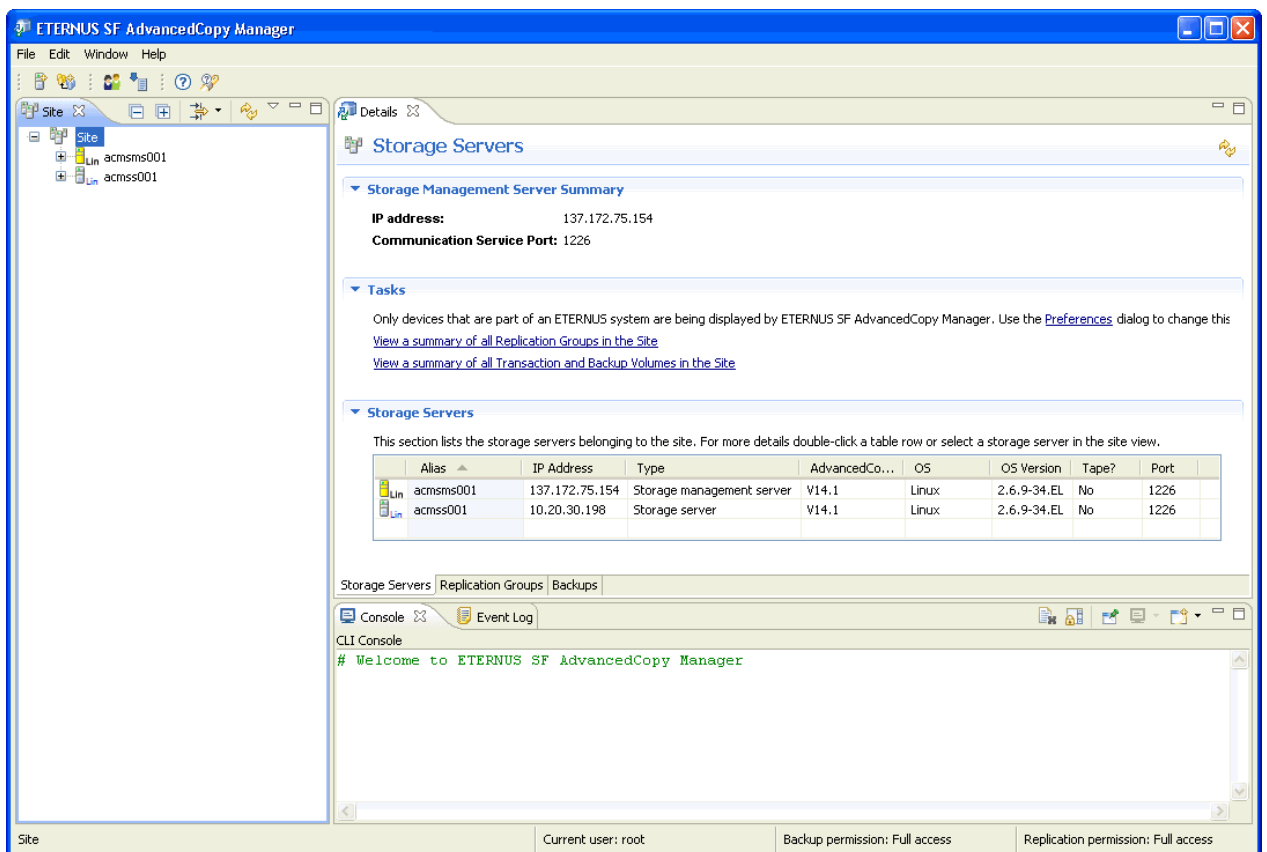 ETERNUS SF AdvancedCopy Manager
File Edit Window Help
Site
Site
Lin acmsms001
Lin acmss001
Details
Storage Servers
Storage Management Server Summary
IP address: 137.172.75.154
Communication Service Port: 1226
Tasks
Only devices that are part of an ETERNUS system are being displayed by ETERNUS SF AdvancedCopy Manager. Use the Preferences dialog to change this
View a summary of all Replication Groups in the Site
View a summary of all Transaction and Backup Volumes in the Site
Storage Servers
This section lists the storage servers belonging to the site. For more details double-click a table row or select a storage server in the site view.
Alias IP Address Type AdvancedCo... OS OS Version Tape? Port
Lin acmsms001 137.172.75.154 Storage management server V14.1 Linux 2.6.9-34.EL No 1226
Lin acmss001 10.20.30.198 Storage server V14.1 Linux 2.6.9-34.EL No 1226
Storage Servers Replication Groups Backups
Console Event Log
CLI Console
# Welcome to ETERNUS SF AdvancedCopy Manager
Site Current user: root Backup permission: Full access Replication permission: Full access